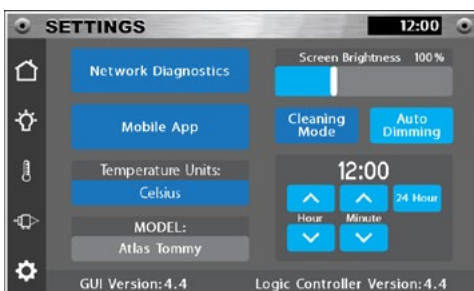 SETTINGS
12:00
Network Diagnostics
Screen Brightness 100%
Mobile App
Cleaning
Mode
Auto
Dimming
Temperature Units:
Celsius
12:00
24 Hour
Hour
Minute
MODEL:
Atlas Tommy
GUI Version:4.4
Logic Controller Version:4.4